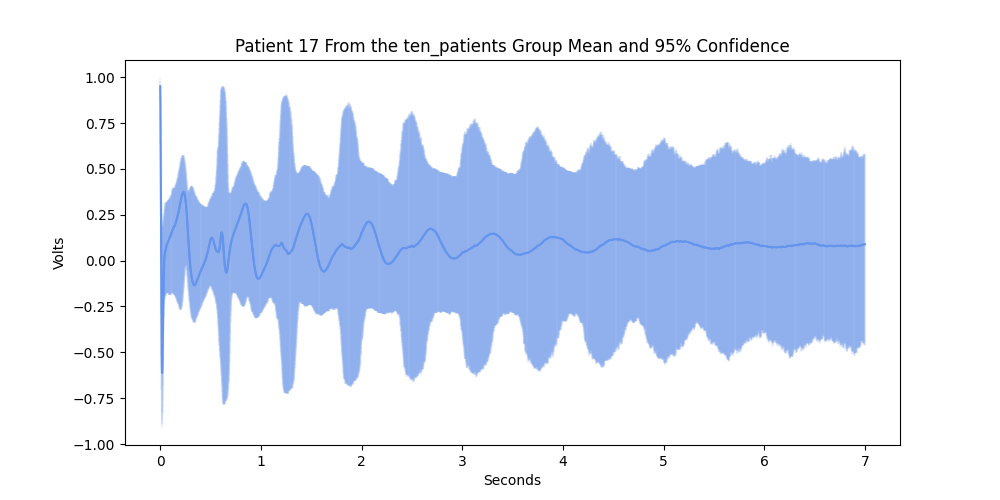 Patient 17 From the ten_patients Group Mean and 95% Confidence
1.00
0.75
0.50
0.25
0.00
−0.25
−0.50
−0.75
−1.00
Volts
0 1 2 3 4 5 6 7
Seconds